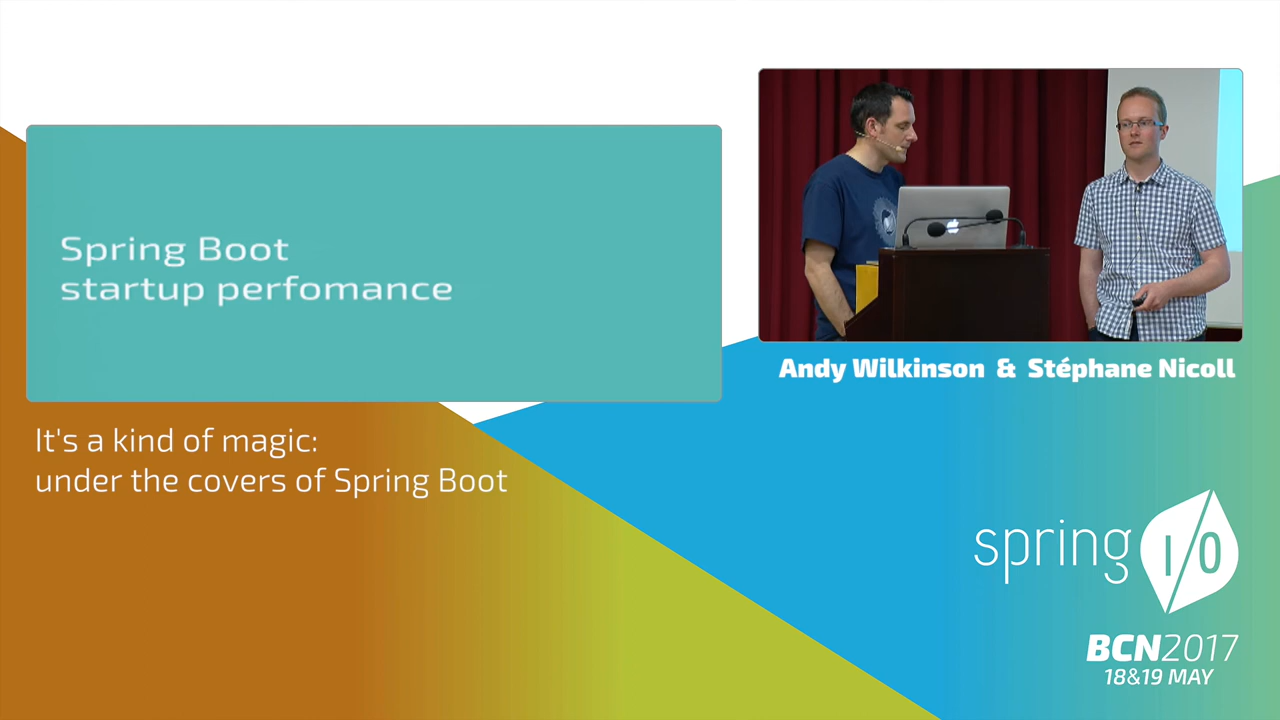 Spring Boot
startup perfomance
Andy Wilkinson & Stéphane Nicoll
It's a kind of magic:
under the covers of Spring Boot
spring I/O
BCN2017
18&19 MAY